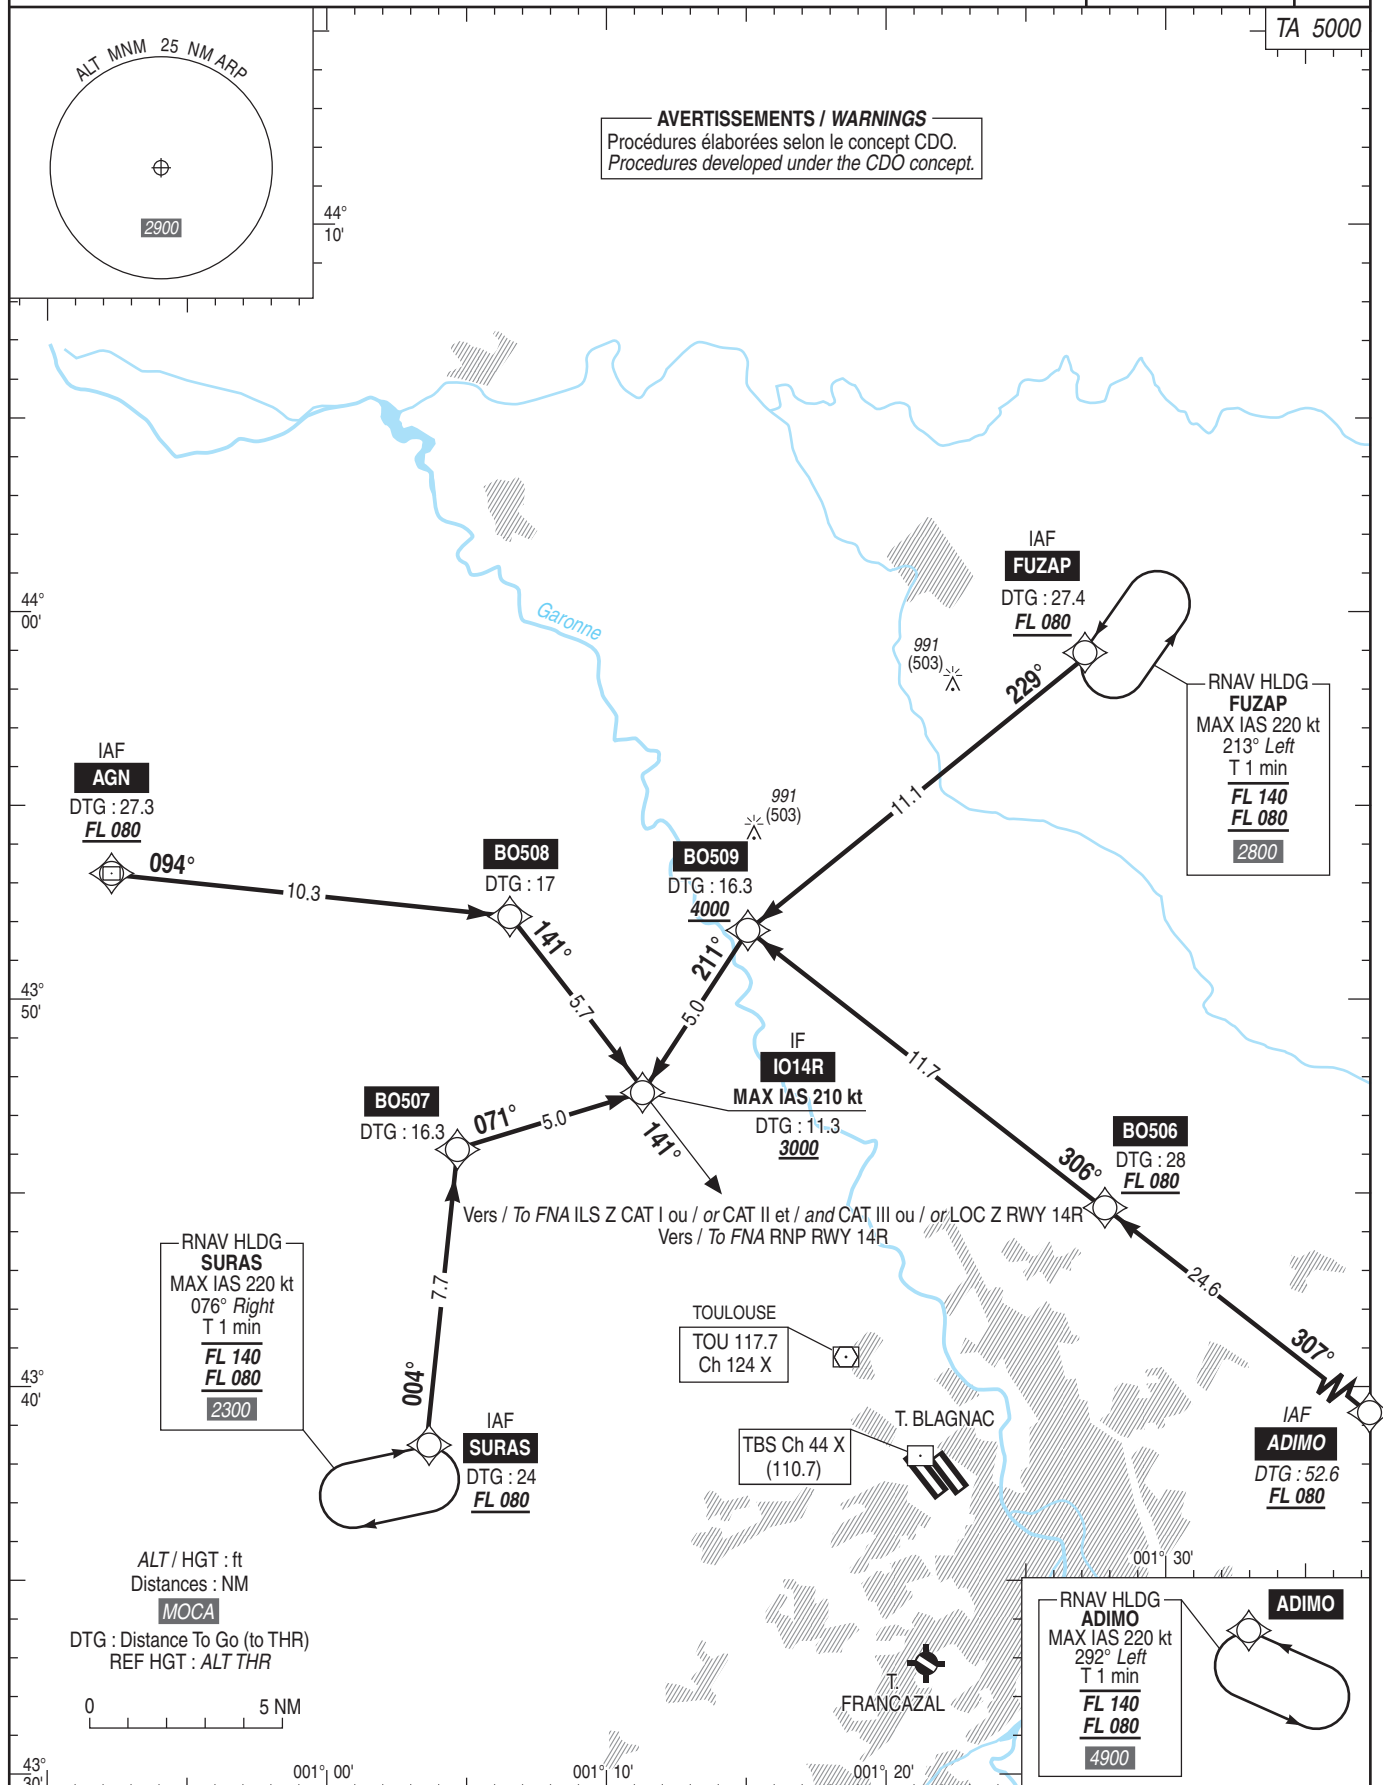 TA 5000
ALT MNM 25 NM ARP
2900
44°
10'
AVERTISSEMENTS / WARNINGS
Procédures élaborées selon le concept CDO.
Procedures developed under the CDO concept.
IAF
FUZAP
DTG : 27.4
FL 080
44°
00'
Garonne
991
(503)
229°
RNAV HLDG
FUZAP
MAX IAS 220 kt
213° Left
T 1 min
FL 140
FL 080
2800
IAF
AGN
DTG : 27.3
FL 080
11.1
991
(503)
094°
10.3
BO508
DTG : 17
BO509
DTG : 16.3
4000
141°
211°
5.7
5.0
43°
50'
IF
IO14R
MAX IAS 210 kt
DTG : 11.3
3000
11.7
BO507
DTG : 16.3
071°
5.0
141°
BO506
DTG : 28
FL 080
306°
Vers / To FNA ILS Z CAT I ou / or CAT II et / and CAT III ou / or LOC Z RWY 14R
Vers / To FNA RNP RWY 14R
RNAV HLDG
SURAS
MAX IAS 220 kt
076° Right
T 1 min
FL 140
FL 080
2300
7.7
24.6
TOULOUSE
TOU 117.7
Ch 124 X
307°
43°
40'
004°
IAF
SURAS
DTG : 24
FL 080
T. BLAGNAC
TBS Ch 44 X
(110.7)
IAF
ADIMO
DTG : 52.6
FL 080
ALT / HGT : ft
Distances : NM
MOCA
DTG : Distance To Go (to THR)
REF HGT : ALT THR
0 5 NM
001° 30'
RNAV HLDG
ADIMO
MAX IAS 220 kt
292° Left
T 1 min
FL 140
FL 080
4900
ADIMO
T.
FRANCAZAL
43°
30'
001° 00'
001° 10'
001° 20'